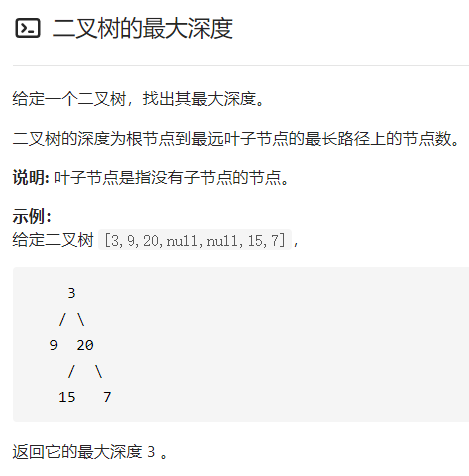 二叉树的最大深度
给定一个二叉树，找出其最大深度。
二叉树的深度为根节点到最远叶子节点的最长路径上的节点数。
说明: 叶子节点是指没有子节点的节点。
示例：
给定二叉树 [3,9,20,null,null,15,7]，
3
/ \
9  20
/  \
15   7
返回它的最大深度 3 。